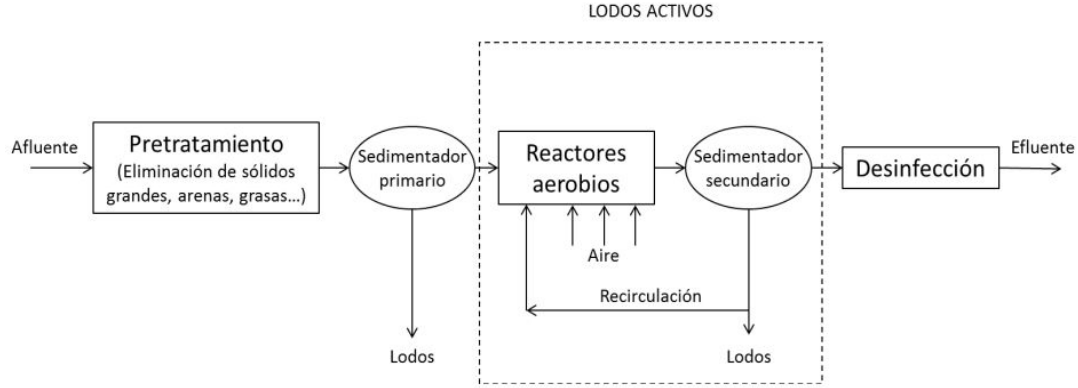 LODOS ACTIVOS
Afluente
Pretratamiento
(Eliminación de sólidos
grandes, arenas, grasas...)
Sedimentador
primario
Reactores
aerobios
Sedimentador
secundario
Desinfección
Efluente
Aire
Recirculación
Lodos
Lodos